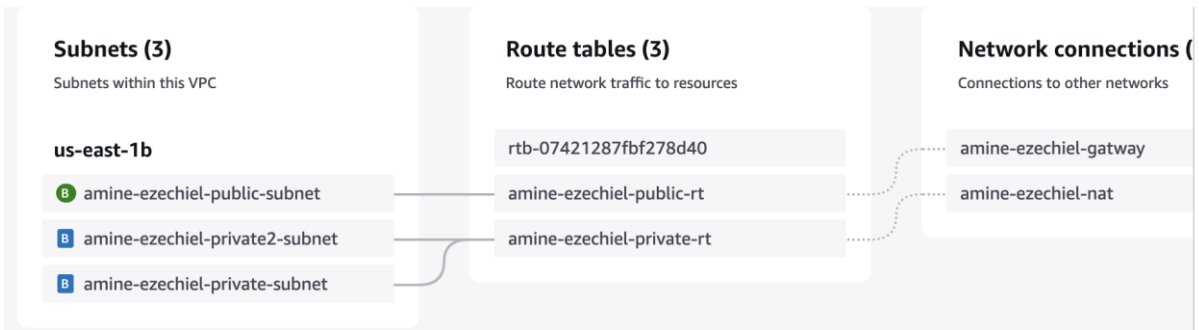 Subnets (3)
Subnets within this VPC
us-east-1b
B amine-ezechiel-public-subnet
B amine-ezechiel-private2-subnet
B amine-ezechiel-private-subnet
Route tables (3)
Route network traffic to resources
rtb-07421287fbf278d40
amine-ezechiel-public-rt
amine-ezechiel-private-rt
Network connections (
Connections to other networks
amine-ezechiel-gatway
amine-ezechiel-nat